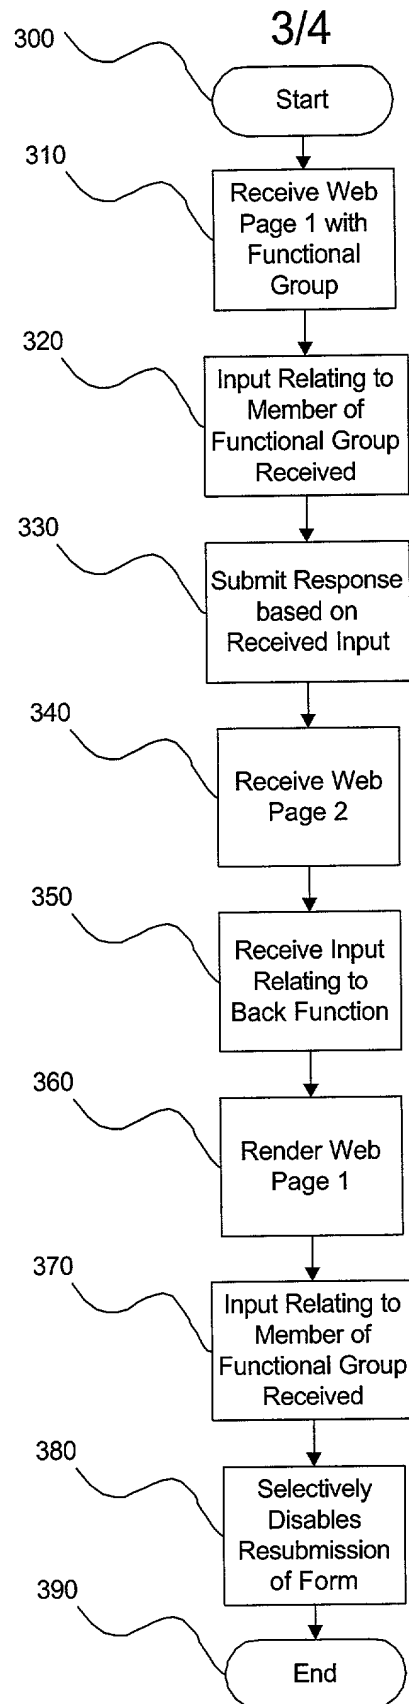 3/4
300
Start
310
Receive Web
Page 1 with
Functional
Group
320
Input Relating to
Member of
Functional Group
Received
330
Submit Response
based on
Received Input
340
Receive Web
Page 2
350
Receive Input
Relating to
Back Function
360
Render Web
Page 1
370
Input Relating to
Member of
Functional Group
Received
380
Selectively
Disables
Resubmission
of Form
390
End